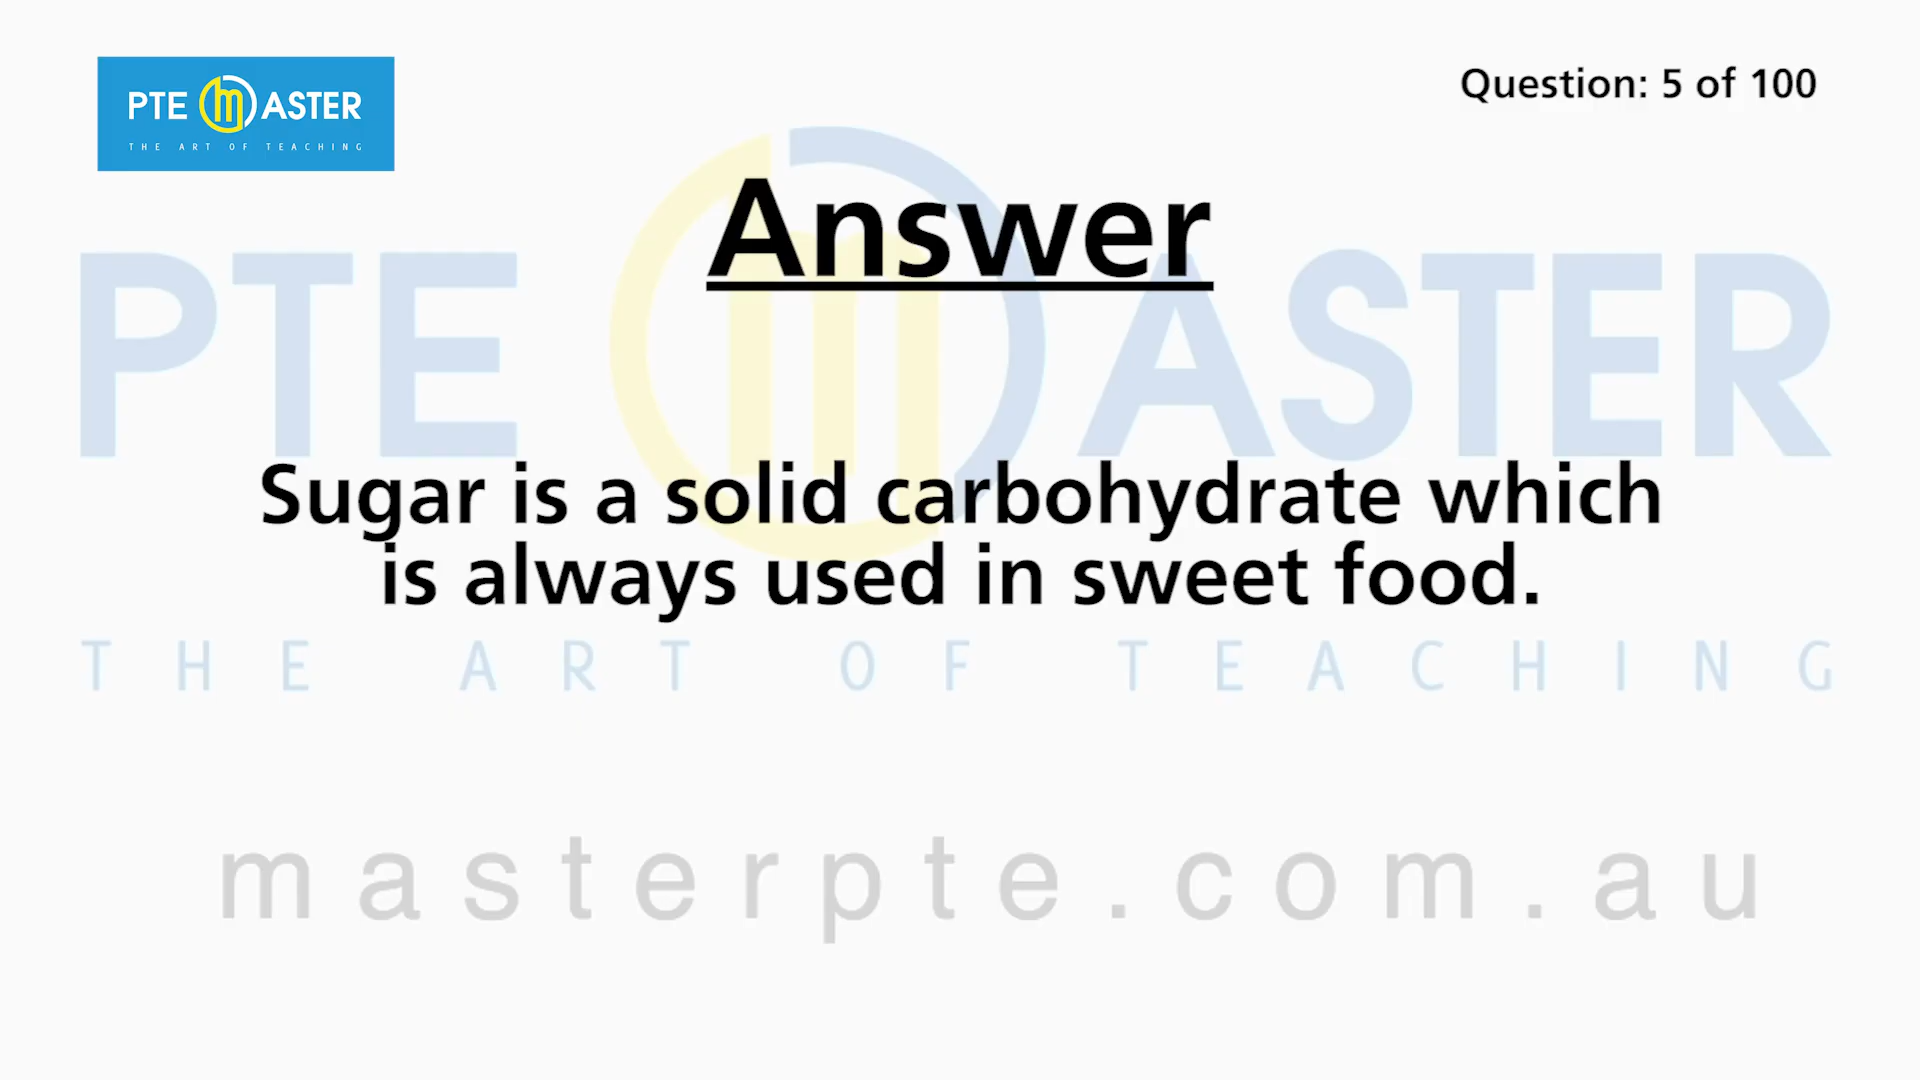 PTE MASTER
THE ART OF TEACHING
Question: 5 of 100
Answer
PTE MASTER
Sugar is a solid carbohydrate which
is always used in sweet food.
THE ART OF TEACHING
masterpte.com.au